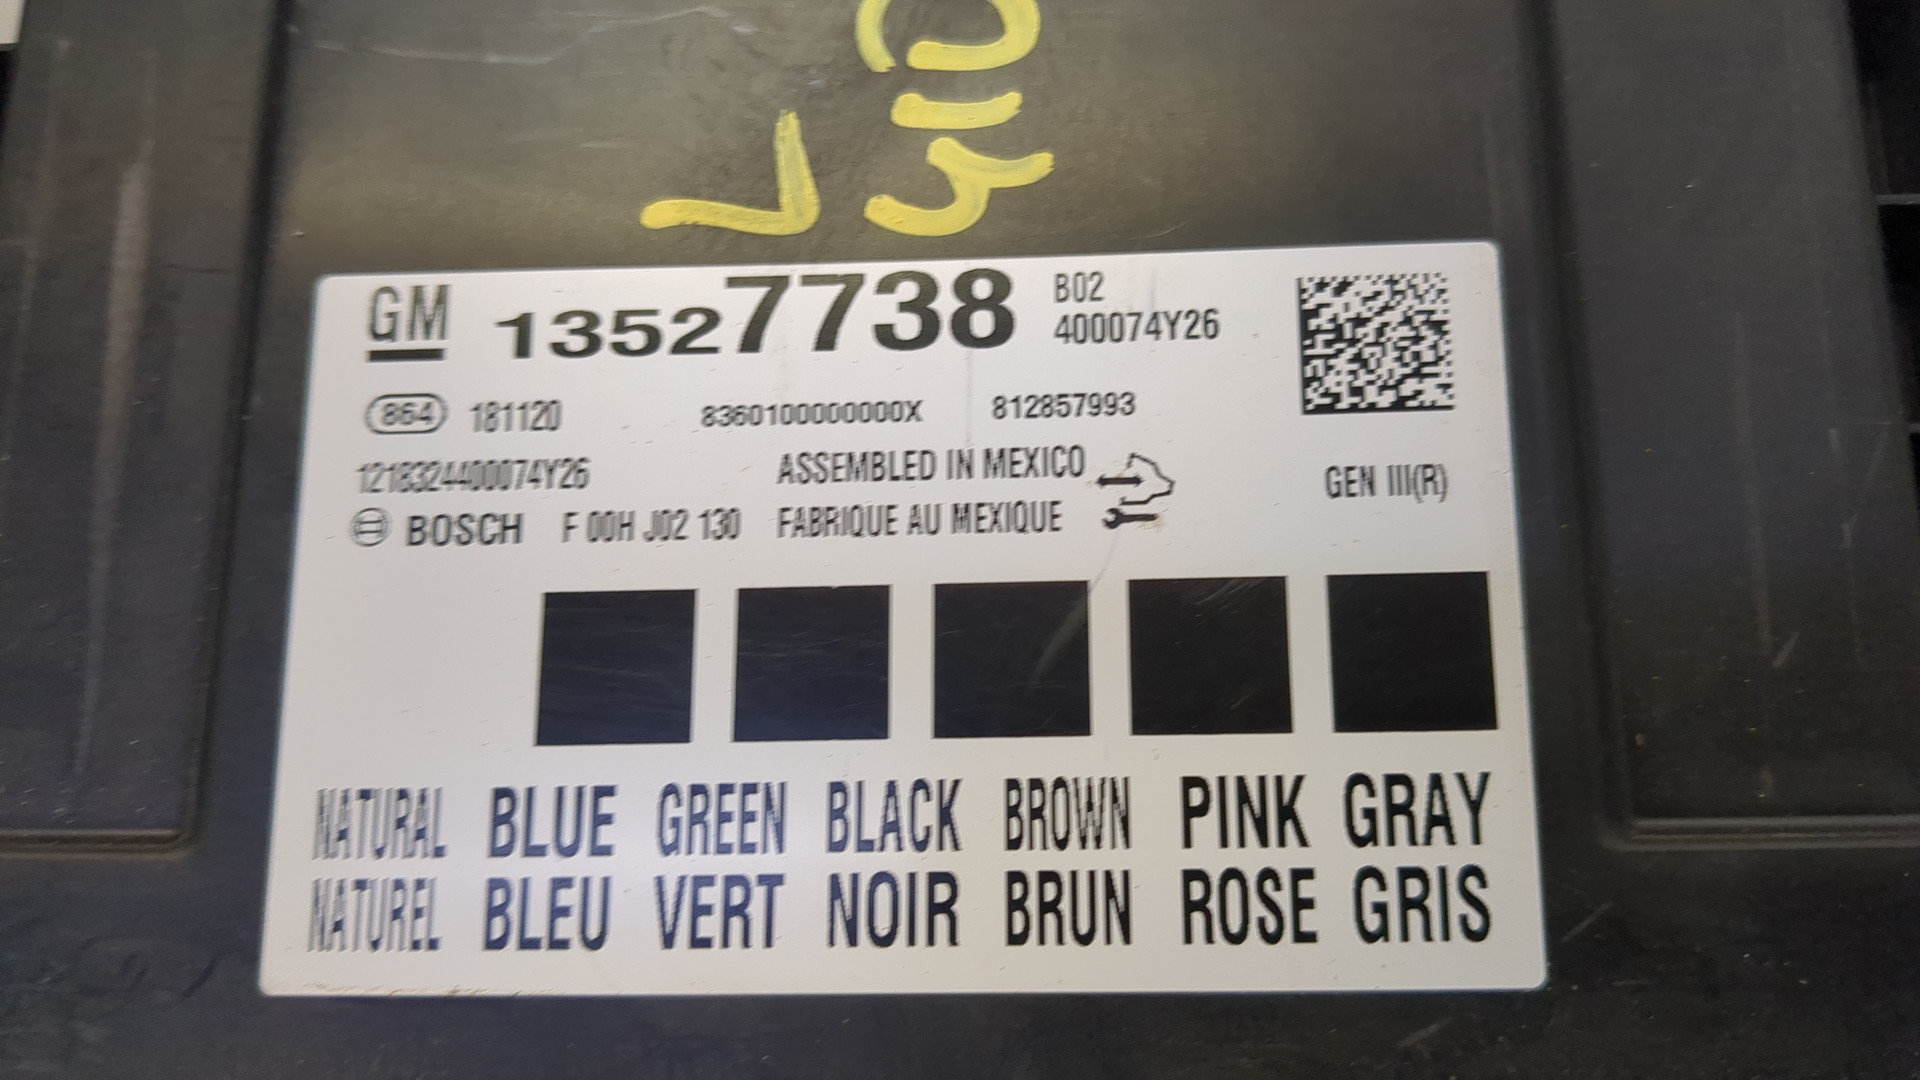 GM 13527738 B02
400074Y26
864 181120 8360100000000X 812857993
1218324400074Y26 ASSEMBLED IN MEXICO GEN III(R)
BOSCH F 00H J02 130 FABRIQUE AU MEXIQUE
NATURAL BLUE GREEN BLACK BROWN PINK GRAY
NATUREL BLEU VERT NOIR BRUN ROSE GRIS